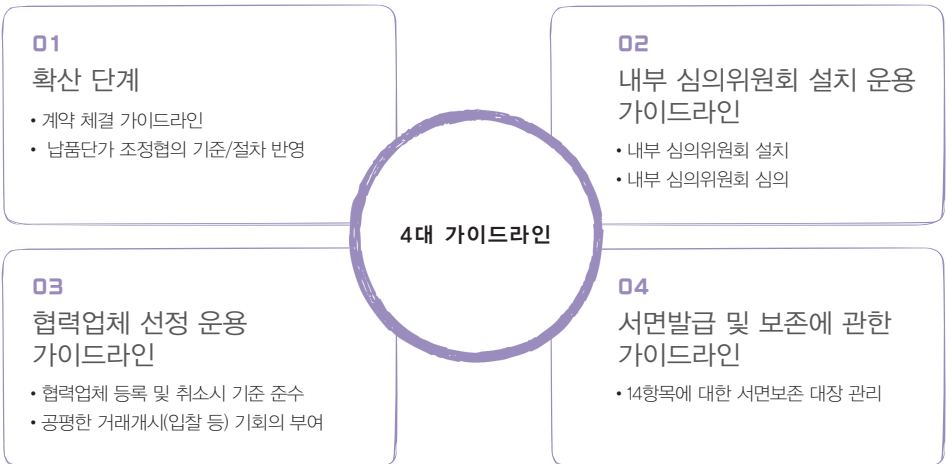 01
확산 단계
• 계약 체결 가이드라인
• 납품단가 조정협의 기준/절차 반영
02
내부 심의위원회 설치 운용
가이드라인
• 내부 심의위원회 설치
• 내부 심의위원회 심의
4대 가이드라인
03
협력업체 선정 운용
가이드라인
• 협력업체 등록 및 취소시 기준 준수
• 공평한 거래개시(입찰 등) 기회의 부여
04
서면발급 및 보존에 관한
가이드라인
• 14항목에 대한 서면보존 대장 관리